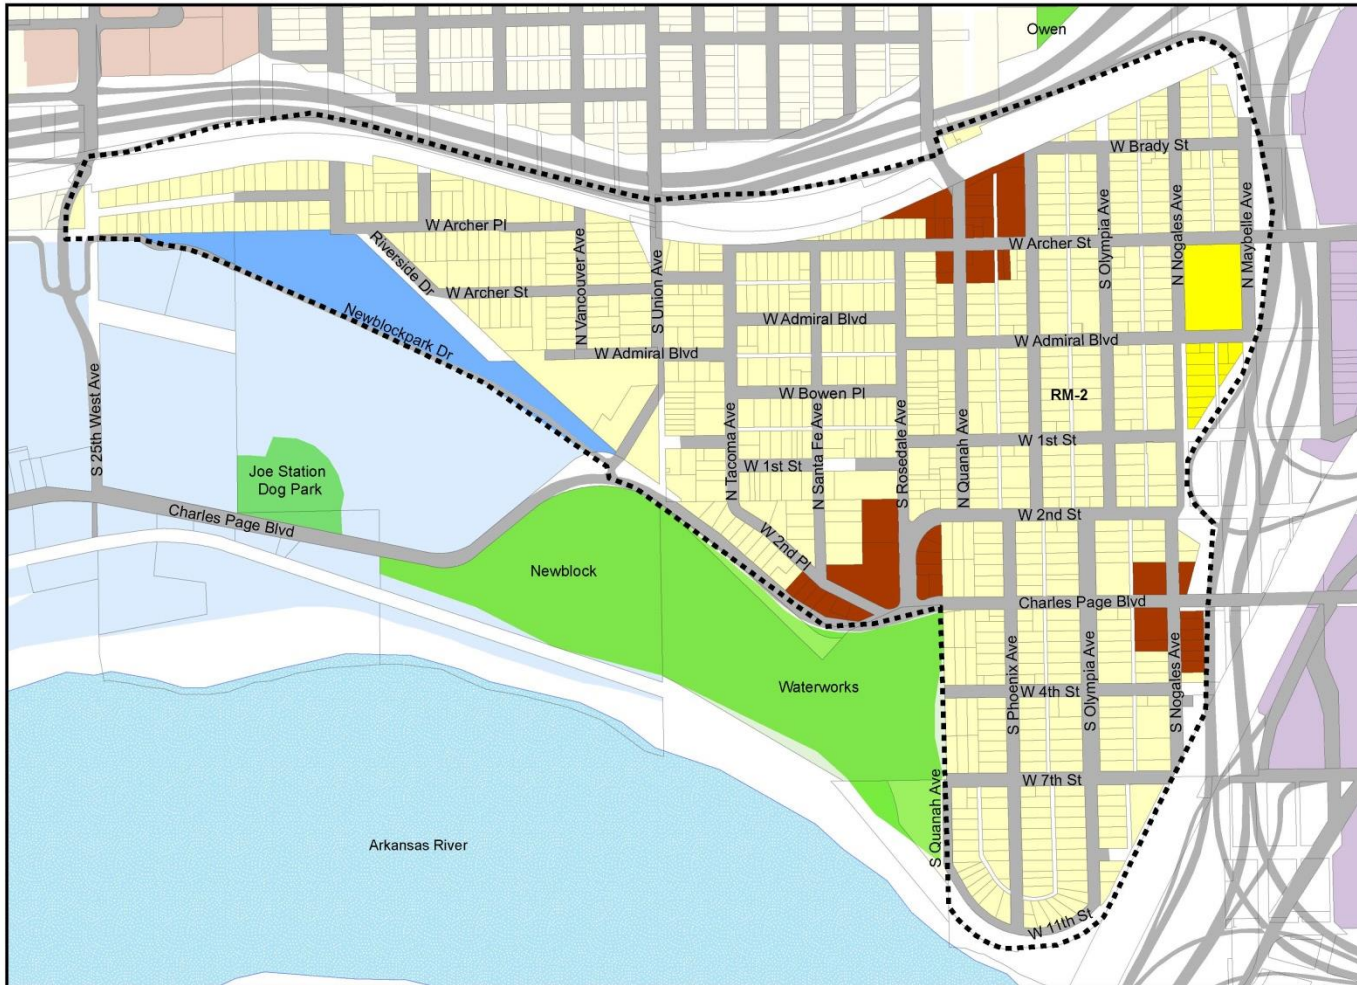 Owen
W Brady St
W Archer Pl
Riverside Dr
W Archer St
N Vancouver Ave
S Union Ave
W Archer St
S Olympia Ave
N Nogales Ave
N Maybelle Ave
Newblockpark Dr
W Admiral Blvd
W Admiral Blvd
W Admiral Blvd
W Bowen Pl
RM-2
S 25th West Ave
N Tacoma Ave
N Santa Fe Ave
S Rosedale Ave
N Quanah Ave
W 1st St
W 1st St
Joe Station
Dog Park
Charles Page Blvd
W 2nd St
W 2nd Pl
Newblock
Charles Page Blvd
Waterworks
S Phoenix Ave
S Olympia Ave
S Nogales Ave
W 4th St
W 7th St
S Quanah Ave
Arkansas River
W 11th St